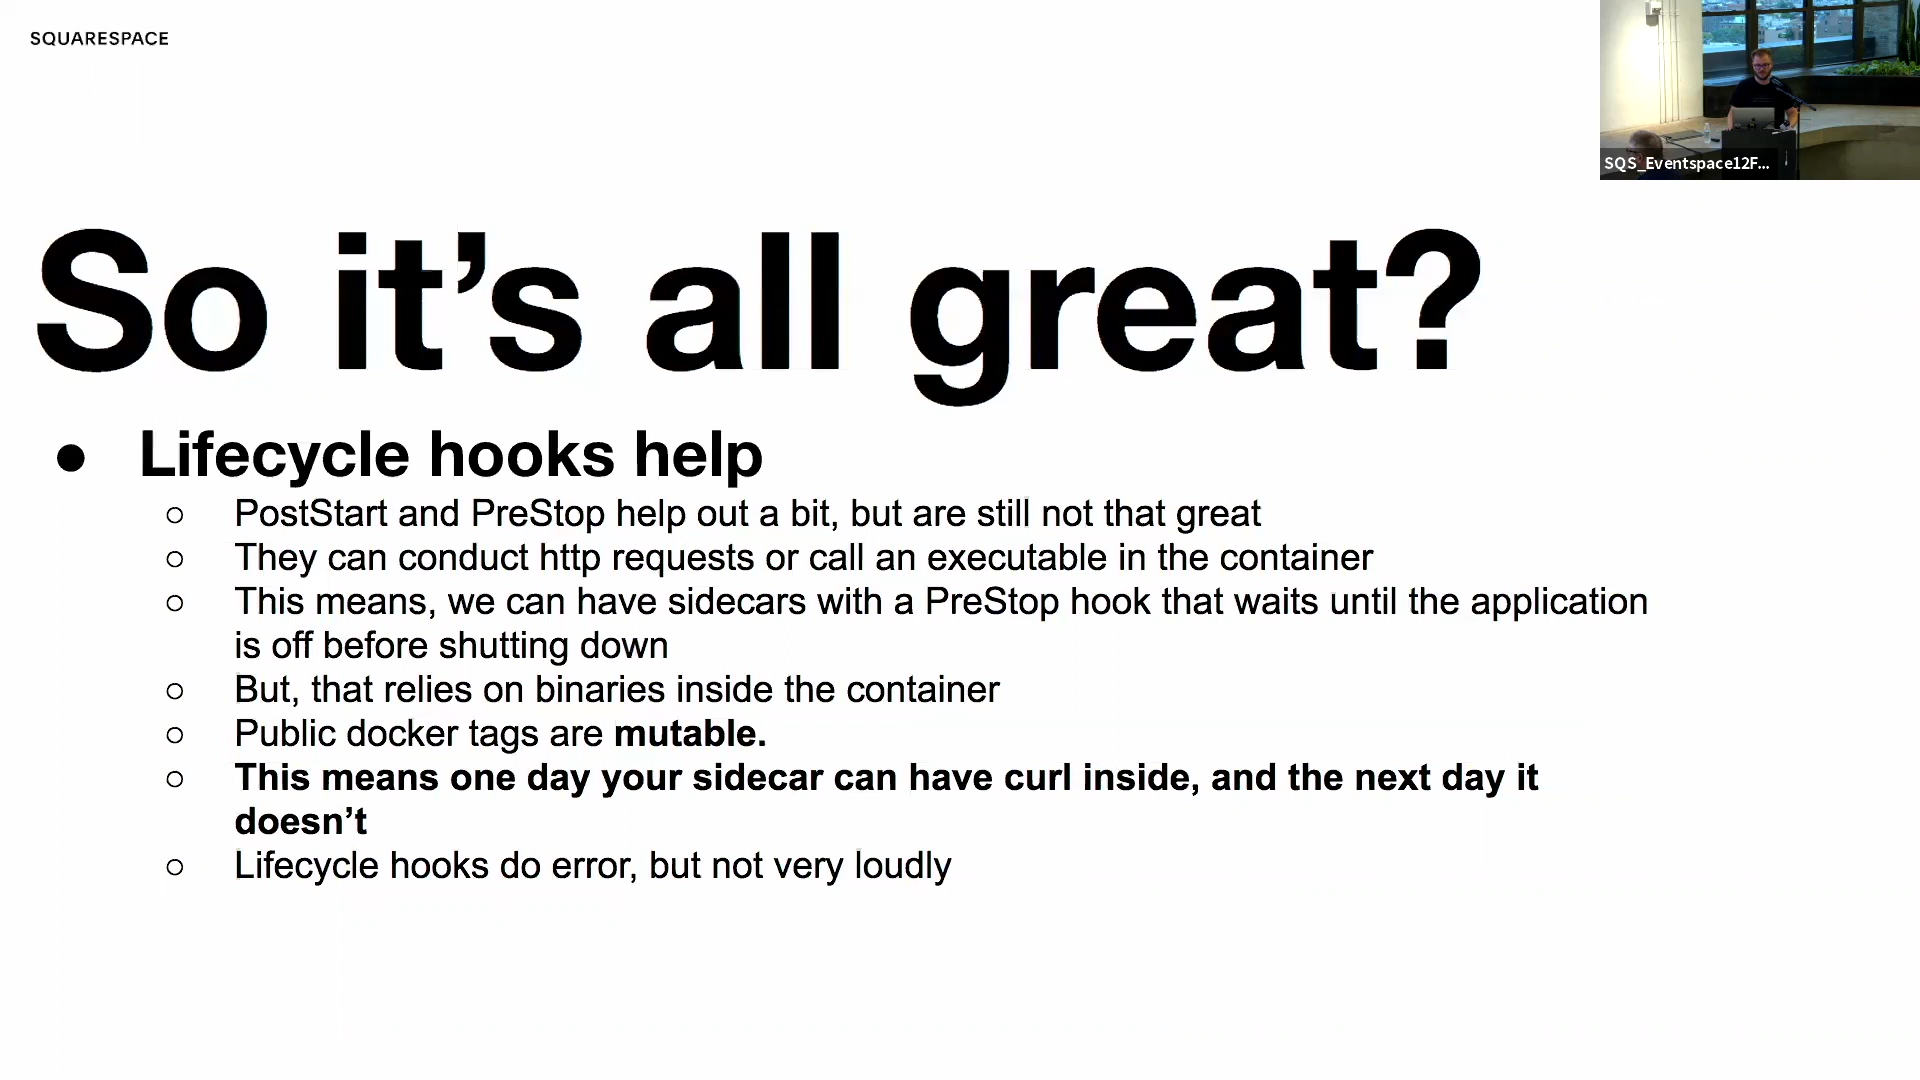 SQUARESPACE
SQS_Eventspace12F...
So it’s all great?
● Lifecycle hooks help
○ PostStart and PreStop help out a bit, but are still not that great
○ They can conduct http requests or call an executable in the container
○ This means, we can have sidecars with a PreStop hook that waits until the application
is off before shutting down
○ But, that relies on binaries inside the container
○ Public docker tags are mutable.
○ This means one day your sidecar can have curl inside, and the next day it
doesn’t
○ Lifecycle hooks do error, but not very loudly